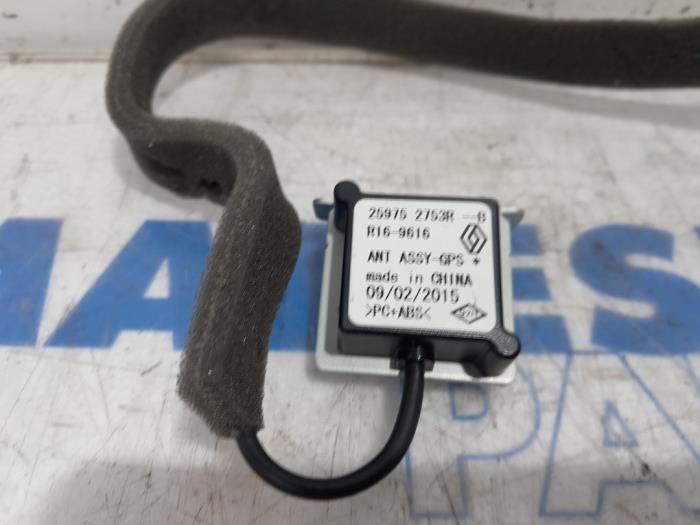 25975 2753R --B
R16-9616
ANT ASSY-GPS *
made in CHINA
09/02/2015
>PC+ABS<